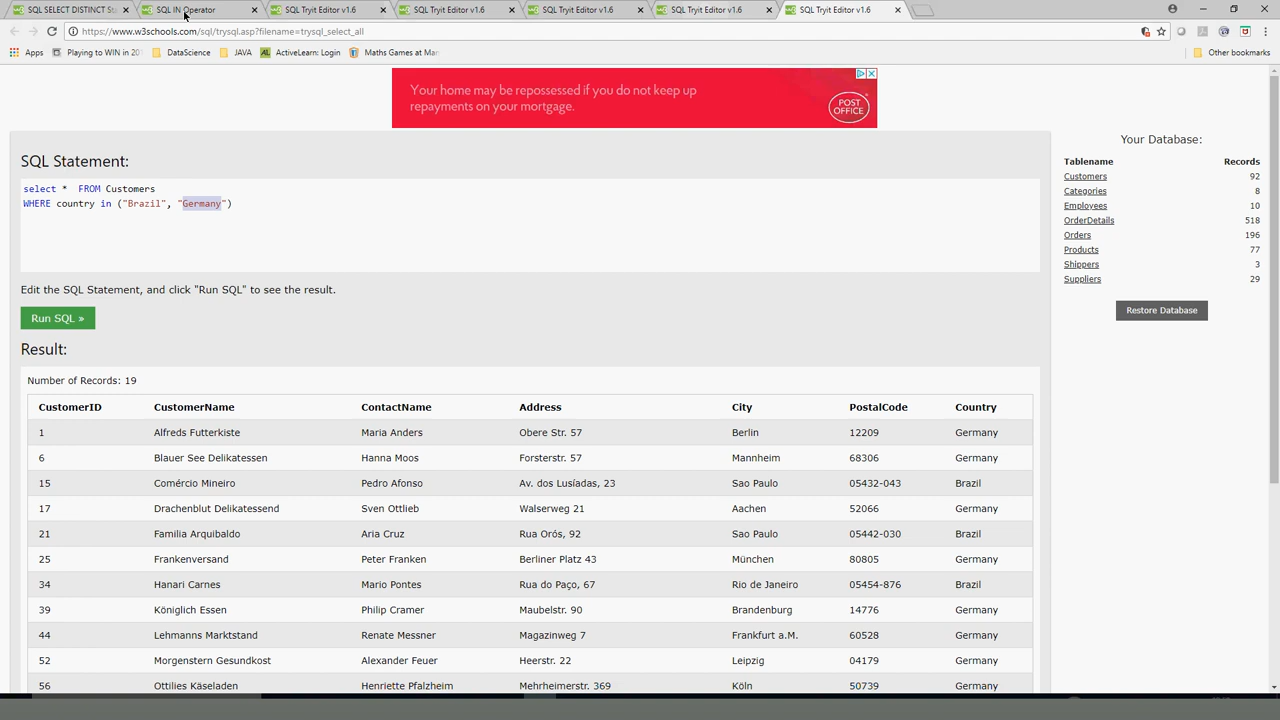 SQL SELECT DISTINCT St
SQL IN Operator
SQL Tryit Editor v1.6
SQL Tryit Editor v1.6
SQL Tryit Editor v1.6
SQL Tryit Editor v1.6
SQL Tryit Editor v1.6
https://www.w3schools.com/sql/trysql.asp?filename=trysql_select_all
Apps
Playing to WIN in 20
DataScience
JAVA
ActiveLearn: Login
Maths Games at Ma
Other bookmarks
Your home may be repossessed if you do not keep up
repayments on your mortgage.
POST
OFFICE
SQL Statement:
select * FROM Customers
WHERE country in ("Brazil", "Germany")
Edit the SQL Statement, and click "Run SQL" to see the result.
Run SQL »
Result:
Number of Records: 19
CustomerID CustomerName ContactName Address City PostalCode Country
1 Alfreds Futterkiste Maria Anders Obere Str. 57 Berlin 12209 Germany
6 Blauer See Delikatessen Hanna Moos Forsterstr. 57 Mannheim 68306 Germany
15 Comércio Mineiro Pedro Afonso Av. dos Lusíadas, 23 Sao Paulo 05432-043 Brazil
17 Drachenblut Delikatessend Sven Ottlieb Walserweg 21 Aachen 52066 Germany
21 Familia Arquibaldo Aria Cruz Rua Orós, 92 Sao Paulo 05442-030 Brazil
25 Frankenversand Peter Franken Berliner Platz 43 München 80805 Germany
34 Hanari Carnes Mario Pontes Rua do Paço, 67 Rio de Janeiro 05454-876 Brazil
39 Königlich Essen Philip Cramer Maubelstr. 90 Brandenburg 14776 Germany
44 Lehmanns Marktstand Renate Messner Magazinweg 7 Frankfurt a.M. 60528 Germany
52 Morgenstern Gesundkost Alexander Feuer Heerstr. 22 Leipzig 04179 Germany
56 Ottilies Käseladen Henriette Pfalzheim Mehrheimerstr. 369 Köln 50739 Germany
Your Database:
Tablename Records
Customers 92
Categories 8
Employees 10
OrderDetails 518
Orders 196
Products 77
Shippers 3
Suppliers 29
Restore Database